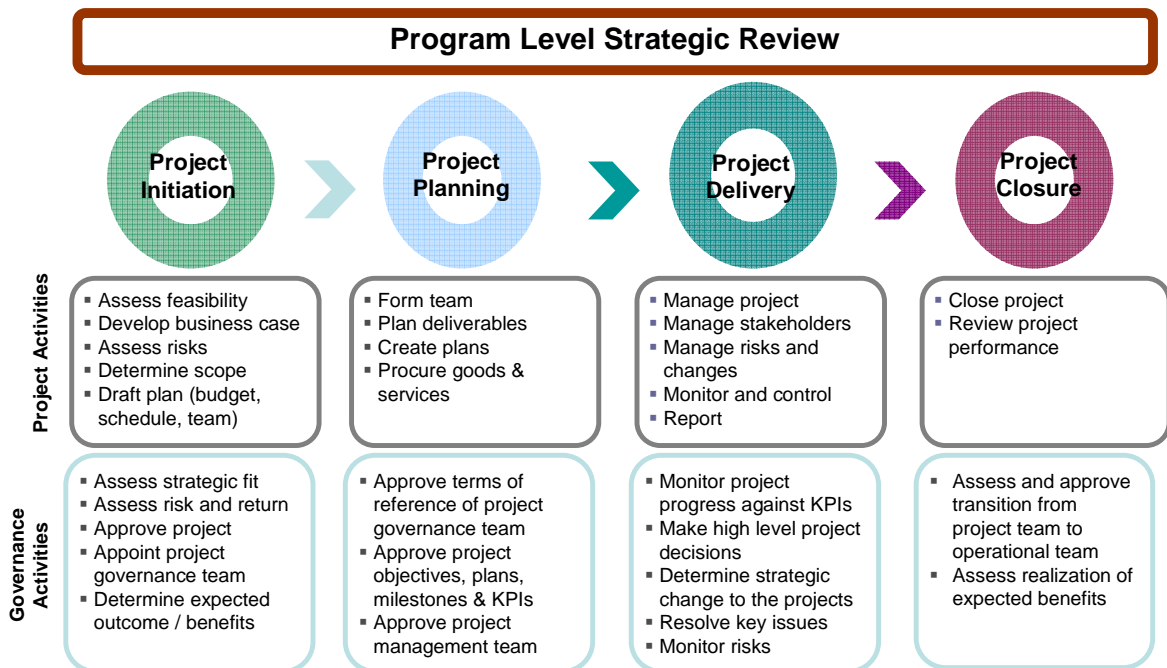 Program Level Strategic Review
Project
Initiation
Project
Planning
Project
Delivery
Project
Closure
Project Activities
▪ Assess feasibility
▪ Develop business case
▪ Assess risks
▪ Determine scope
▪ Draft plan (budget,
schedule, team)
▪ Form team
▪ Plan deliverables
▪ Create plans
▪ Procure goods &
services
▪ Manage project
▪ Manage stakeholders
▪ Manage risks and
changes
▪ Monitor and control
▪ Report
▪ Close project
▪ Review project
performance
Governance
Activities
▪ Assess strategic fit
▪ Assess risk and return
▪ Approve project
▪ Appoint project
governance team
▪ Determine expected
outcome / benefits
▪ Approve terms of
reference of project
governance team
▪ Approve project
objectives, plans,
milestones & KPIs
▪ Approve project
management team
▪ Monitor project
progress against KPIs
▪ Make high level project
decisions
▪ Determine strategic
change to the projects
▪ Resolve key issues
▪ Monitor risks
▪ Assess and approve
transition from
project team to
operational team
▪ Assess realization of
expected benefits